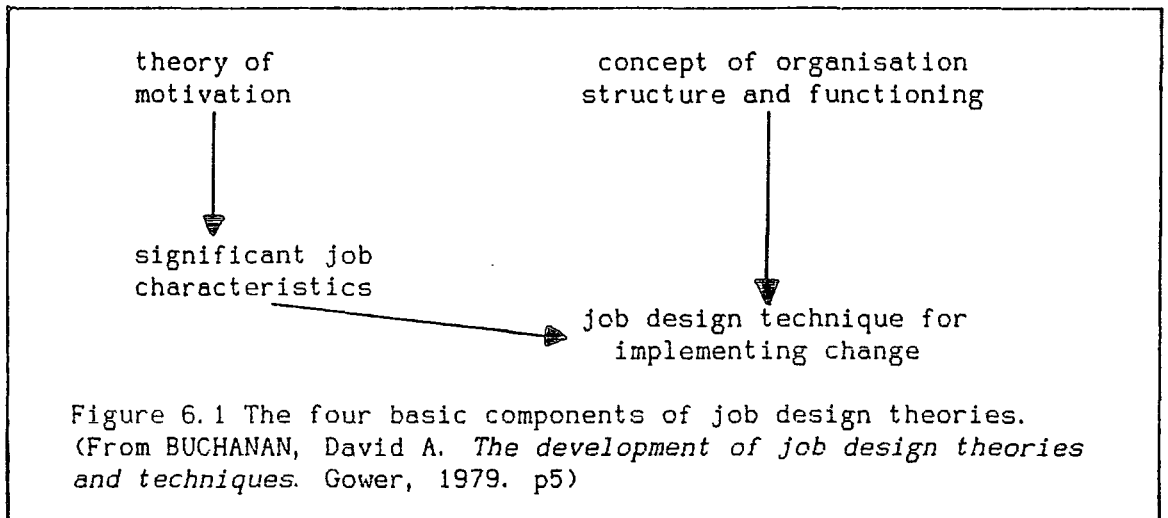 theory of
motivation
concept of organisation
structure and functioning
significant job
characteristics
job design technique for
implementing change
Figure 6.1 The four basic components of job design theories.
(From BUCHANAN, David A. The development of job design theories
and techniques. Gower, 1979. p5)